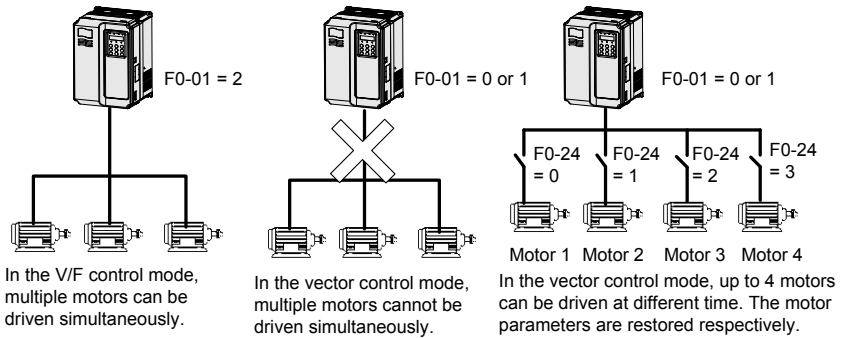 F0-01 = 2
In the V/F control mode,
multiple motors can be
driven simultaneously.
F0-01 = 0 or 1
In the vector control mode,
multiple motors cannot be
driven simultaneously.
F0-01 = 0 or 1
F0-24
= 0
F0-24
= 1
F0-24
= 2
F0-24
= 3
Motor 1 Motor 2 Motor 3 Motor 4
In the vector control mode, up to 4 motors
can be driven at different time. The motor
parameters are restored respectively.